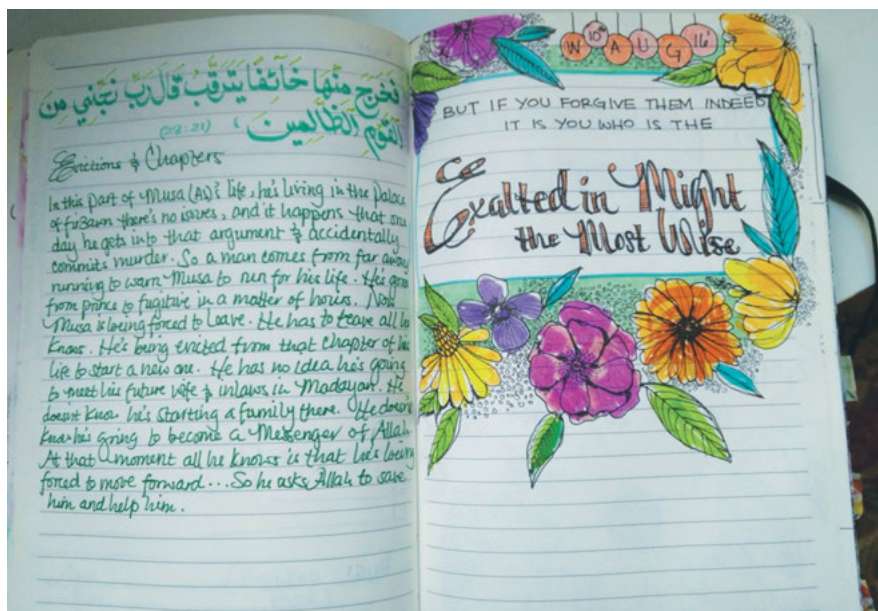 فَخَرَجَ مِنْهَا خَائِفًا يَتَرَقَّبُ قَالَ رَبِّ نَجِّنِي مِنَ
الْقَوْمِ الظَّالِمِينَ
(28:21)
Evictions & Chapters
In this part of Musa (As)'s life, he's living in the palace
of fir3awn there's no issues, and it happens that one
day he gets into that argument & accidentally
commits murder. So a man comes from far away
running to warn Musa to run for his life. He goes
from prince to fugitive in a matter of hours. Now
Musa is being forced to leave. He has to leave all he
knows. He's being evicted from that chapter of his
life to start a new one. He has no idea he's going
to meet his future wife & inlaws in Madayan. He
doesnt know he's starting a family there. He doesnt
know he's going to become a Messenger of Allah.
At that moment all he knows is that he's being
forced to move forward... So he asks Allah to save
him and help him.
W 10th A U G 16'
BUT IF YOU FORGIVE THEM INDEED
IT IS YOU WHO IS THE
Exalted in Might
the Most Wise